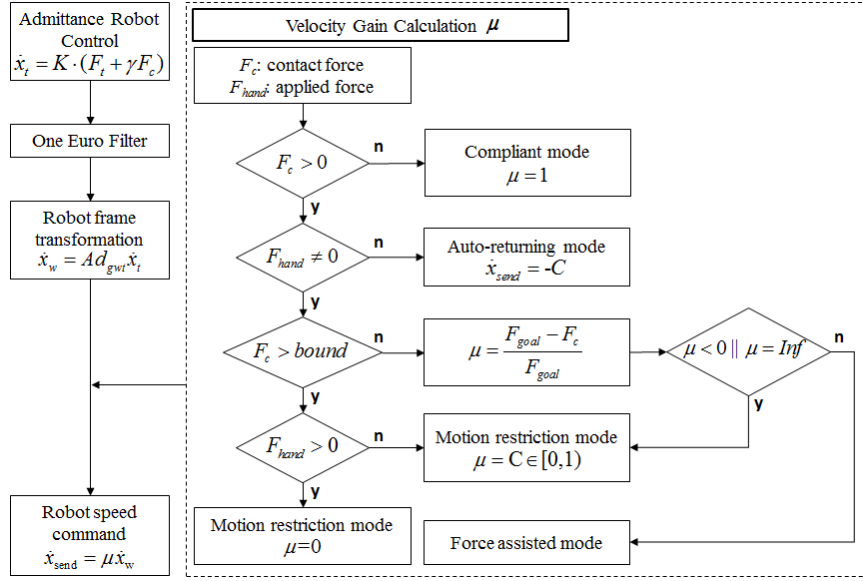 Admittance Robot
Control
ẋ_t = K·(F_t + γF_c)
One Euro Filter
Robot frame
transformation
ẋ_w = Ad_gwt ẋ_t
Robot speed
command
ẋ_send = μẋ_w
Velocity Gain Calculation μ
F_c: contact force
F_hand: applied force
F_c > 0
n
Compliant mode
μ = 1
y
F_hand ≠ 0
n
Auto-returning mode
ẋ_send = -C
y
F_c > bound
n
μ = (F_goal − F_c) / F_goal
μ < 0 || μ = Inf
n
y
y
F_hand > 0
n
Motion restriction mode
μ = C ∈ [0,1)
y
Motion restriction mode
μ=0
Force assisted mode